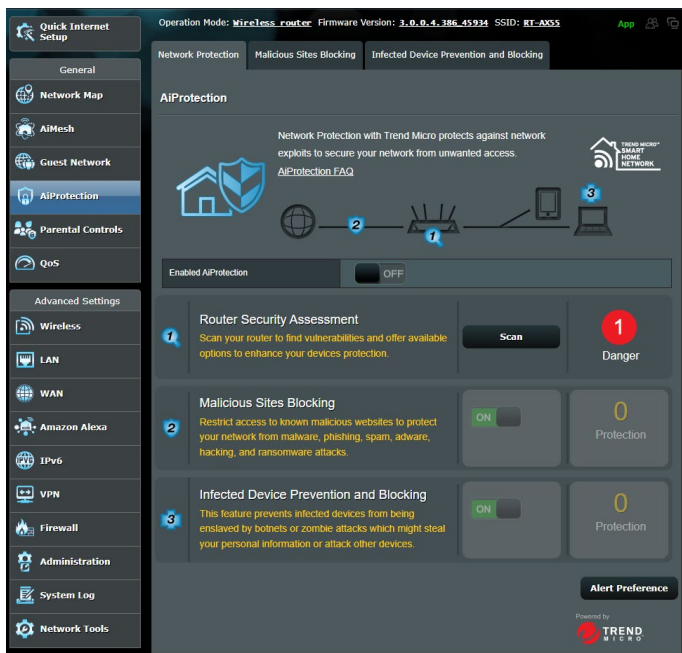 Quick Internet
Setup
General
Network Map
AiMesh
Guest Network
AiProtection
Parental Controls
QoS
Advanced Settings
Wireless
LAN
WAN
Amazon Alexa
IPv6
VPN
Firewall
Administration
System Log
Network Tools
Operation Mode: Wireless router Firmware Version: 3.0.0.4.386_45934 SSID: RT-AX55
App
Network Protection
Malicious Sites Blocking
Infected Device Prevention and Blocking
AiProtection
Network Protection with Trend Micro protects against network
exploits to secure your network from unwanted access.
AiProtection FAQ
TREND MICRO™
SMART
HOME
NETWORK
2
1
3
Enabled AiProtection
OFF
1
Router Security Assessment
Scan your router to find vulnerabilities and offer available
options to enhance your devices protection.
Scan
1
Danger
2
Malicious Sites Blocking
Restrict access to known malicious websites to protect
your network from malware, phishing, spam, adware,
hacking, and ransomware attacks.
ON
0
Protection
3
Infected Device Prevention and Blocking
This feature prevents infected devices from being
enslaved by botnets or zombie attacks which might steal
your personal information or attack other devices.
ON
0
Protection
Alert Preference
Powered by
TREND
MICRO